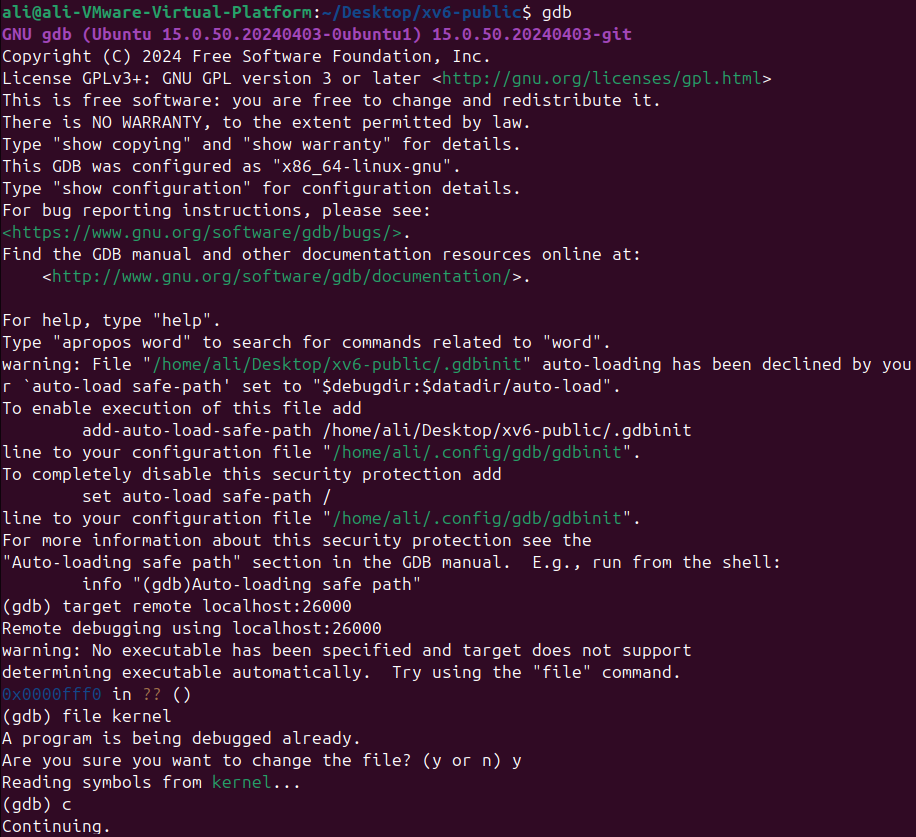 ali@ali-VMware-Virtual-Platform:~/Desktop/xv6-public$ gdb
GNU gdb (Ubuntu 15.0.50.20240403-0ubuntu1) 15.0.50.20240403-git
Copyright (C) 2024 Free Software Foundation, Inc.
License GPLv3+: GNU GPL version 3 or later <http://gnu.org/licenses/gpl.html>
This is free software: you are free to change and redistribute it.
There is NO WARRANTY, to the extent permitted by law.
Type "show copying" and "show warranty" for details.
This GDB was configured as "x86_64-linux-gnu".
Type "show configuration" for configuration details.
For bug reporting instructions, please see:
<https://www.gnu.org/software/gdb/bugs/>.
Find the GDB manual and other documentation resources online at:
    <http://www.gnu.org/software/gdb/documentation/>.

For help, type "help".
Type "apropos word" to search for commands related to "word".
warning: File "/home/ali/Desktop/xv6-public/.gdbinit" auto-loading has been declined by you
r `auto-load safe-path' set to "$debugdir:$datadir/auto-load".
To enable execution of this file add
        add-auto-load-safe-path /home/ali/Desktop/xv6-public/.gdbinit
line to your configuration file "/home/ali/.config/gdb/gdbinit".
To completely disable this security protection add
        set auto-load safe-path /
line to your configuration file "/home/ali/.config/gdb/gdbinit".
For more information about this security protection see the
"Auto-loading safe path" section in the GDB manual.  E.g., run from the shell:
        info "(gdb)Auto-loading safe path"
(gdb) target remote localhost:26000
Remote debugging using localhost:26000
warning: No executable has been specified and target does not support
determining executable automatically.  Try using the "file" command.
0x0000fff0 in ?? ()
(gdb) file kernel
A program is being debugged already.
Are you sure you want to change the file? (y or n) y
Reading symbols from kernel...
(gdb) c
Continuing.